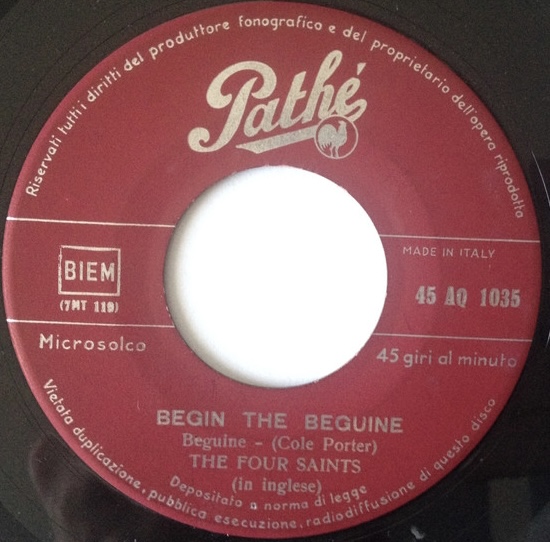 Riservati tutti i diritti del produttore fonografico e del proprietario dell'opera riprodotta
Pathé
MADE IN ITALY
BIEM
(7MT 119)
45 AQ 1035
Microsolco
45 giri al minuto
BEGIN THE BEGUINE
Beguine - (Cole Porter)
THE FOUR SAINTS
(in inglese)
Depositato a norma di legge
Vietata duplicazione, pubblica esecuzione, radiodiffusione di questo disco